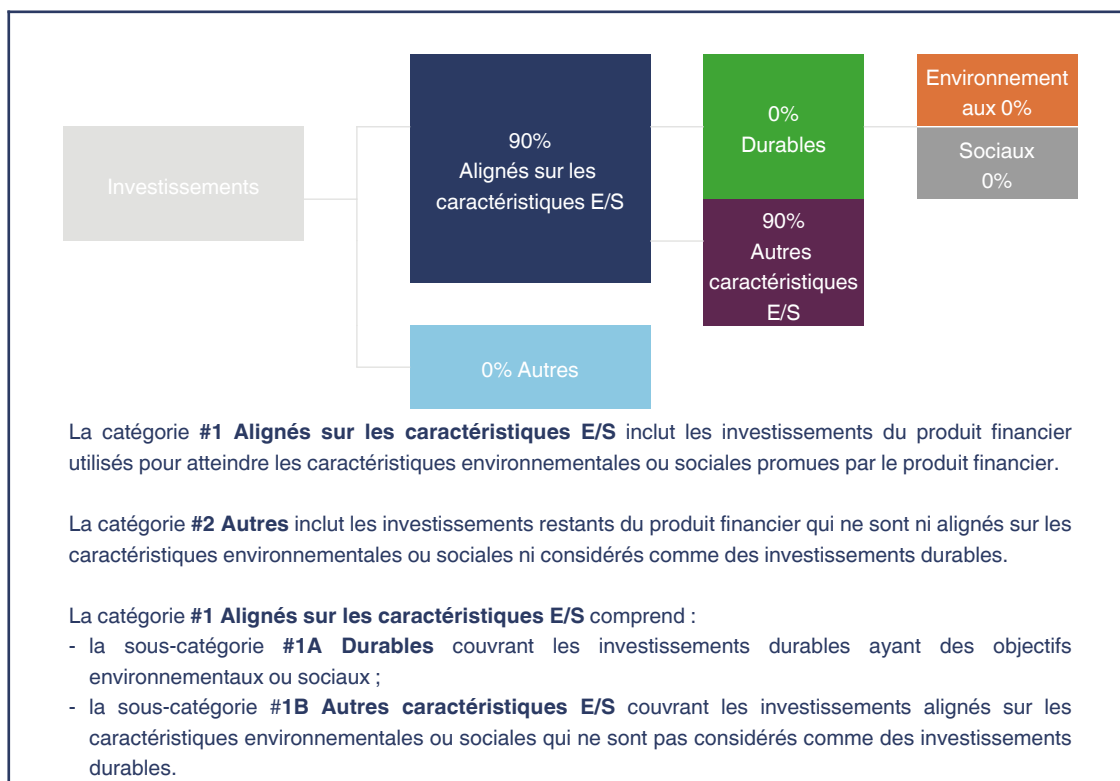 Investissements
90%
Alignés sur les
caractéristiques E/S
0% Autres
0%
Durables
90%
Autres
caractéristiques
E/S
Environnement
aux 0%
Sociaux
0%
La catégorie #1 Alignés sur les caractéristiques E/S inclut les investissements du produit financier
utilisés pour atteindre les caractéristiques environnementales ou sociales promues par le produit financier.
La catégorie #2 Autres inclut les investissements restants du produit financier qui ne sont ni alignés sur les
caractéristiques environnementales ou sociales ni considérés comme des investissements durables.
La catégorie #1 Alignés sur les caractéristiques E/S comprend :
- la sous-catégorie #1A Durables couvrant les investissements durables ayant des objectifs
environnementaux ou sociaux ;
- la sous-catégorie #1B Autres caractéristiques E/S couvrant les investissements alignés sur les
caractéristiques environnementales ou sociales qui ne sont pas considérés comme des investissements
durables.